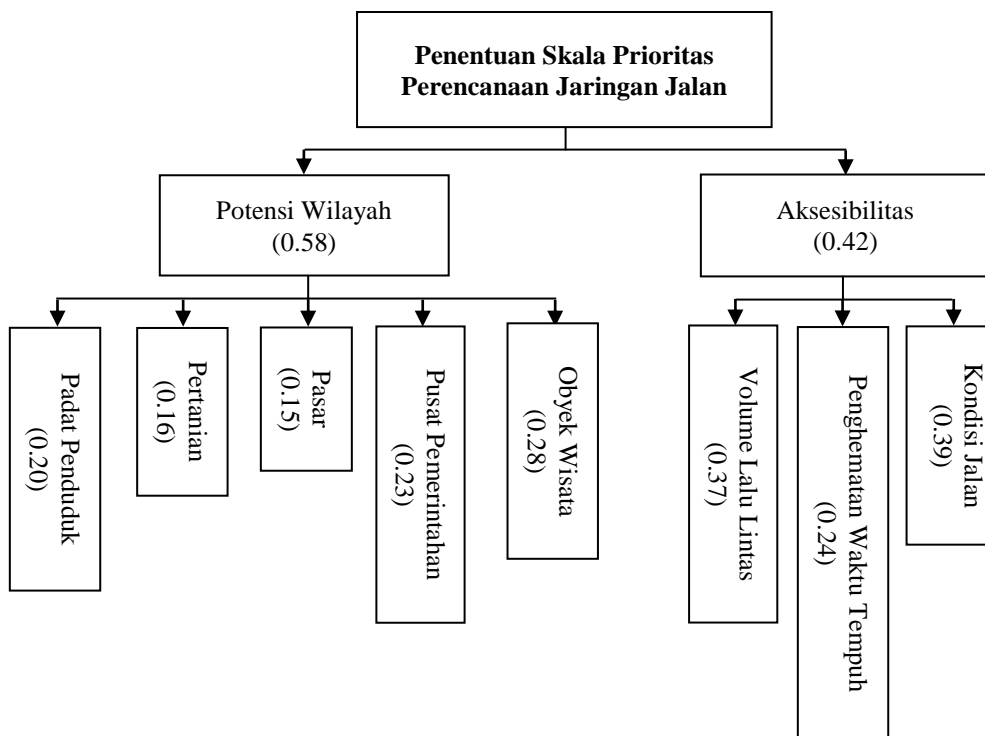 Penentuan Skala Prioritas
Perencanaan Jaringan Jalan
Potensi Wilayah
(0.58)
Aksesibilitas
(0.42)
Padat Penduduk
(0.20)
Pertanian
(0.16)
Pasar
(0.15)
Pusat Pemerintahan
(0.23)
Obyek Wisata
(0.28)
Volume Lalu Lintas
(0.37)
Penghematan Waktu Tempuh
(0.24)
Kondisi Jalan
(0.39)